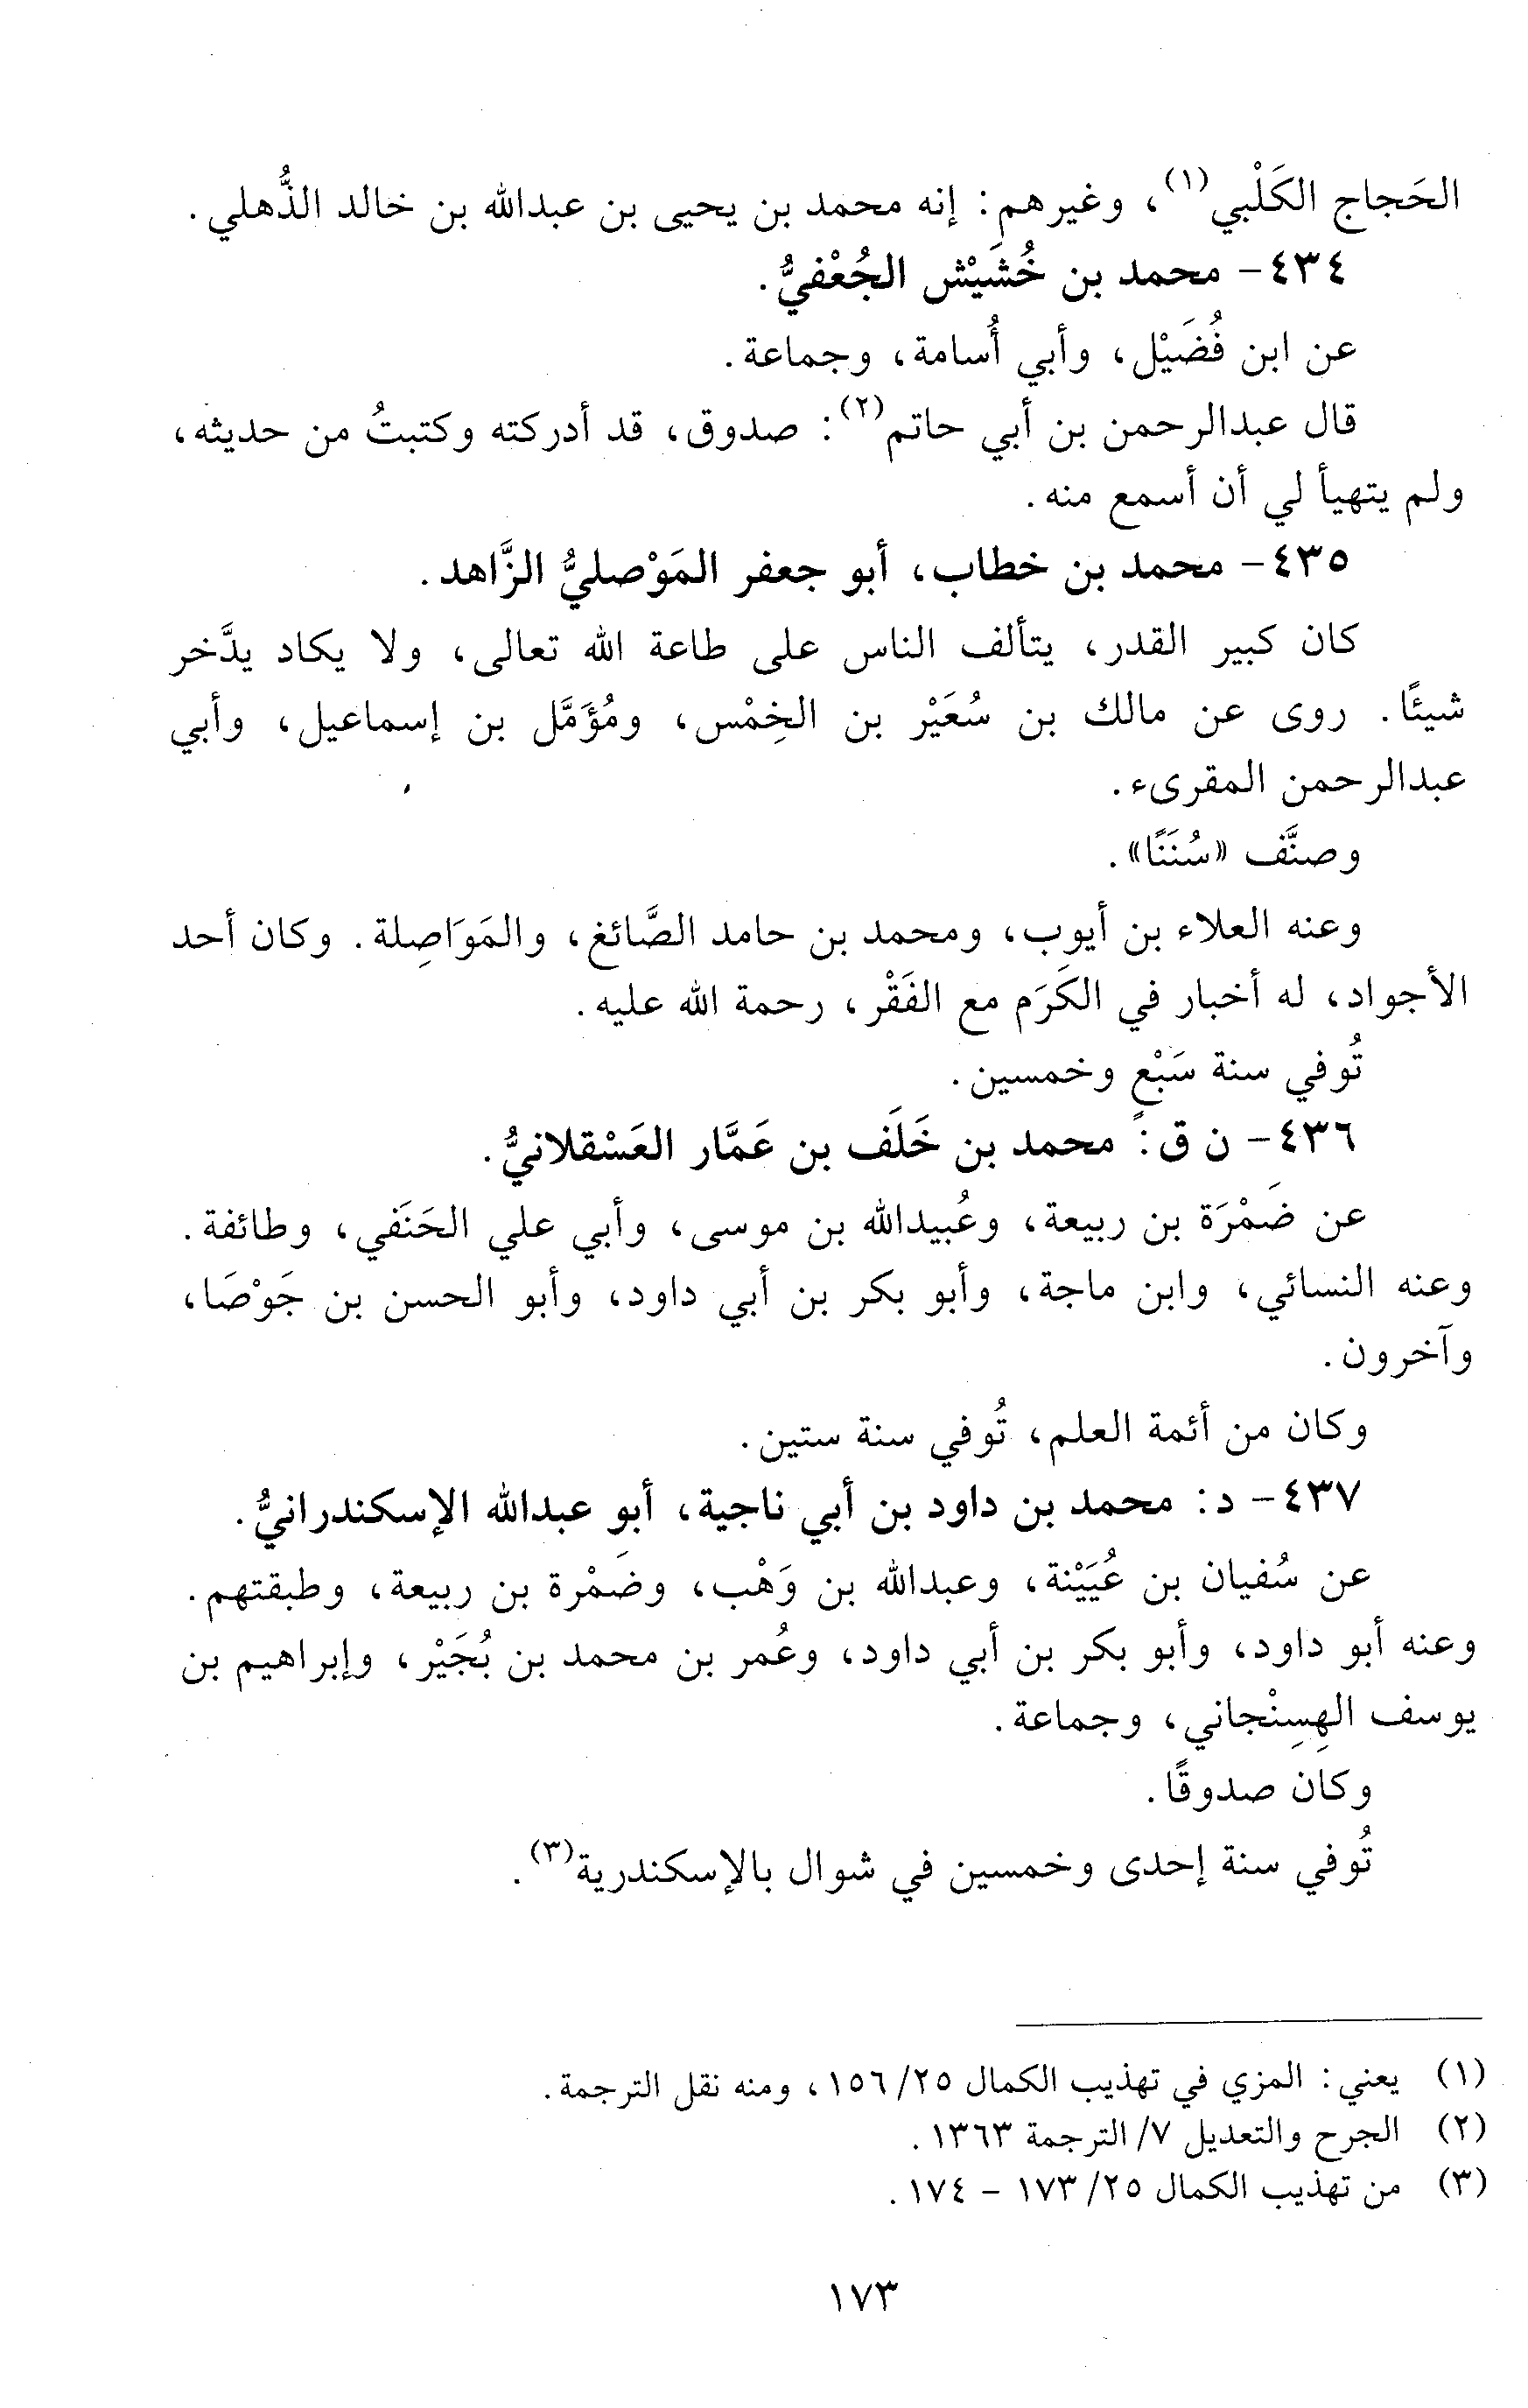 الحَجاج الكَلْبي(١)، وغيرهم: إنه محمد بن يحيى بن عبدالله بن خالد الذُّهلي.
٤٣٤- محمد بن خُشَيْش الجُعْفيُّ.
عن ابن فُضَيْل، وأبي أُسامة، وجماعة.
قال عبدالرحمن بن أبي حاتم(٢): صدوق، قد أدركته وكتبتُ من حديثه،
ولم يتهيأ لي أن أسمع منه.
٤٣٥- محمد بن خطاب، أبو جعفر المَوْصليُّ الزَّاهد.
كان كبير القدر، يتألف الناس على طاعة الله تعالى، ولا يكاد يدَّخر
شيئًا. روى عن مالك بن سُعَيْر بن الخِمْس، ومُؤَمَّل بن إسماعيل، وأبي
عبدالرحمن المقرىء.
وصنَّف «سُنَنًا».
وعنه العلاء بن أيوب، ومحمد بن حامد الصَّائغ، والمَوَاصِلة. وكان أحد
الأجواد، له أخبار في الكَرَم مع الفَقْر، رحمة الله عليه.
تُوفي سنة سَبْعٍ وخمسين.
٤٣٦- ن ق: محمد بن خَلَف بن عَمَّار العَسْقلانيُّ.
عن ضَمْرَة بن ربيعة، وعُبيدالله بن موسى، وأبي علي الحَنَفي، وطائفة.
وعنه النسائي، وابن ماجة، وأبو بكر بن أبي داود، وأبو الحسن بن جَوْصَا،
وآخرون.
وكان من أئمة العلم، تُوفي سنة ستين.
٤٣٧- د: محمد بن داود بن أبي ناجية، أبو عبدالله الإسكندرانيُّ.
عن سُفيان بن عُيَيْنة، وعبدالله بن وَهْب، وضَمْرة بن ربيعة، وطبقتهم.
وعنه أبو داود، وأبو بكر بن أبي داود، وعُمر بن محمد بن بُجَيْر، وإبراهيم بن
يوسف الهِسِنْجاني، وجماعة.
وكان صدوقًا.
تُوفي سنة إحدى وخمسين في شوال بالإسكندرية(٣).
(١) يعني: المزي في تهذيب الكمال ٢٥/ ١٥٦، ومنه نقل الترجمة.
(٢) الجرح والتعديل ٧/ الترجمة ١٣٦٣.
(٣) من تهذيب الكمال ٢٥/ ١٧٣ - ١٧٤.
١٧٣